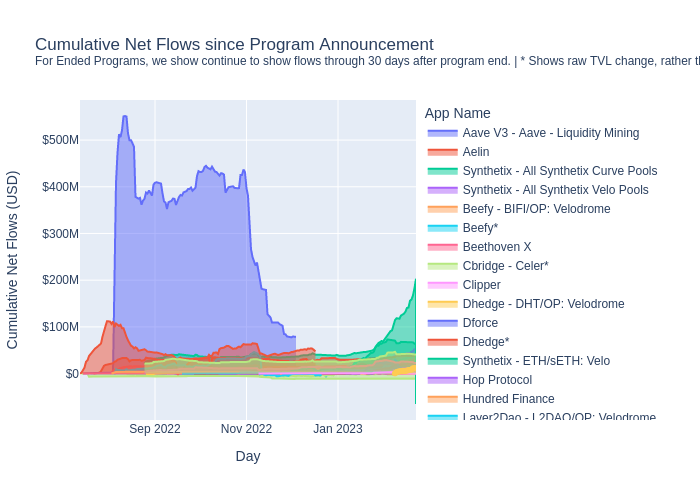 Cumulative Net Flows since Program Announcement
For Ended Programs, we show continue to show flows through 30 days after program end. | * Shows raw TVL change, rather
App Name
Aave V3 - Aave - Liquidity Mining
Aelin
Synthetix - All Synthetix Curve Pools
Synthetix - All Synthetix Velo Pools
Beefy - BIFI/OP: Velodrome
Beefy*
Beethoven X
Cbridge - Celer*
Clipper
Dhedge - DHT/OP: Velodrome
Dforce
Dhedge*
Synthetix - ETH/sETH: Velo
Hop Protocol
Hundred Finance
Layer2Dao - L2DAO/OP: Velodrome
$500M
$400M
$300M
$200M
$100M
$0
Cumulative Net Flows (USD)
Sep 2022
Nov 2022
Jan 2023
Day